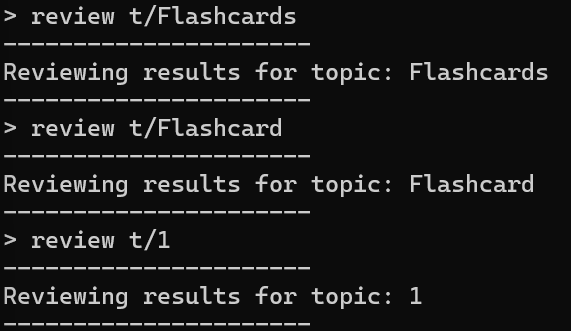 > review t/Flashcards
----------------------
Reviewing results for topic: Flashcards
----------------------
> review t/Flashcard
----------------------
Reviewing results for topic: Flashcard
----------------------
> review t/1
----------------------
Reviewing results for topic: 1
----------------------